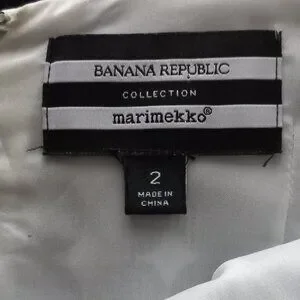 BANANA REPUBLIC
COLLECTION
marimekko®
2
MADE IN
CHINA